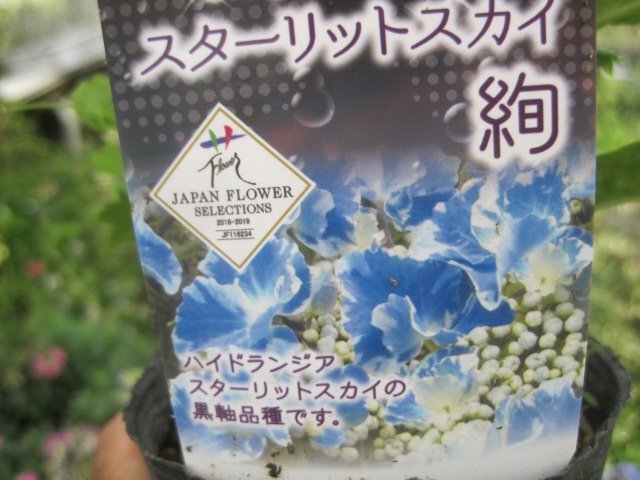 スターリットスカイ
絢
Flower
JAPAN FLOWER
SELECTIONS
2018-2019
JF116234
ハイドランジア
スターリットスカイの
黒軸品種です。